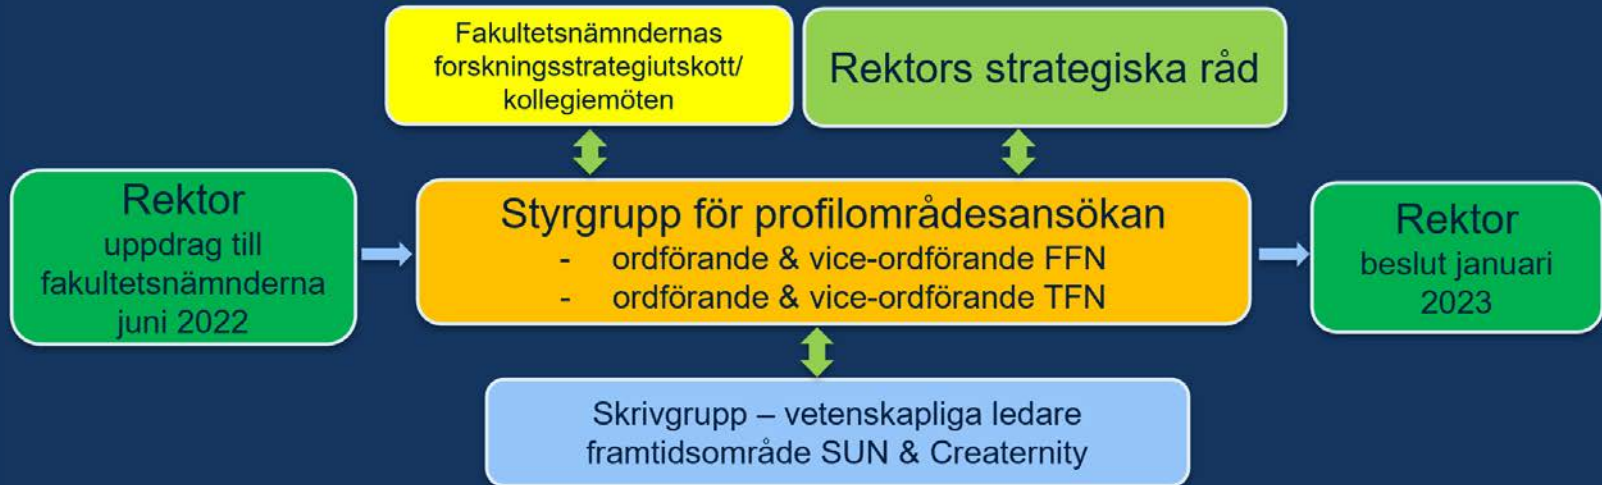 Fakultetsnämndernas
forskningsstrategiutskott/
kollegiemöten
Rektors strategiska råd
Rektor
uppdrag till
fakultetsnämnderna
juni 2022
Styrgrupp för profilområdesansökan
- ordförande & vice-ordförande FFN
- ordförande & vice-ordförande TFN
Rektor
beslut januari
2023
Skrivgrupp – vetenskapliga ledare
framtidsområde SUN & Creaternity